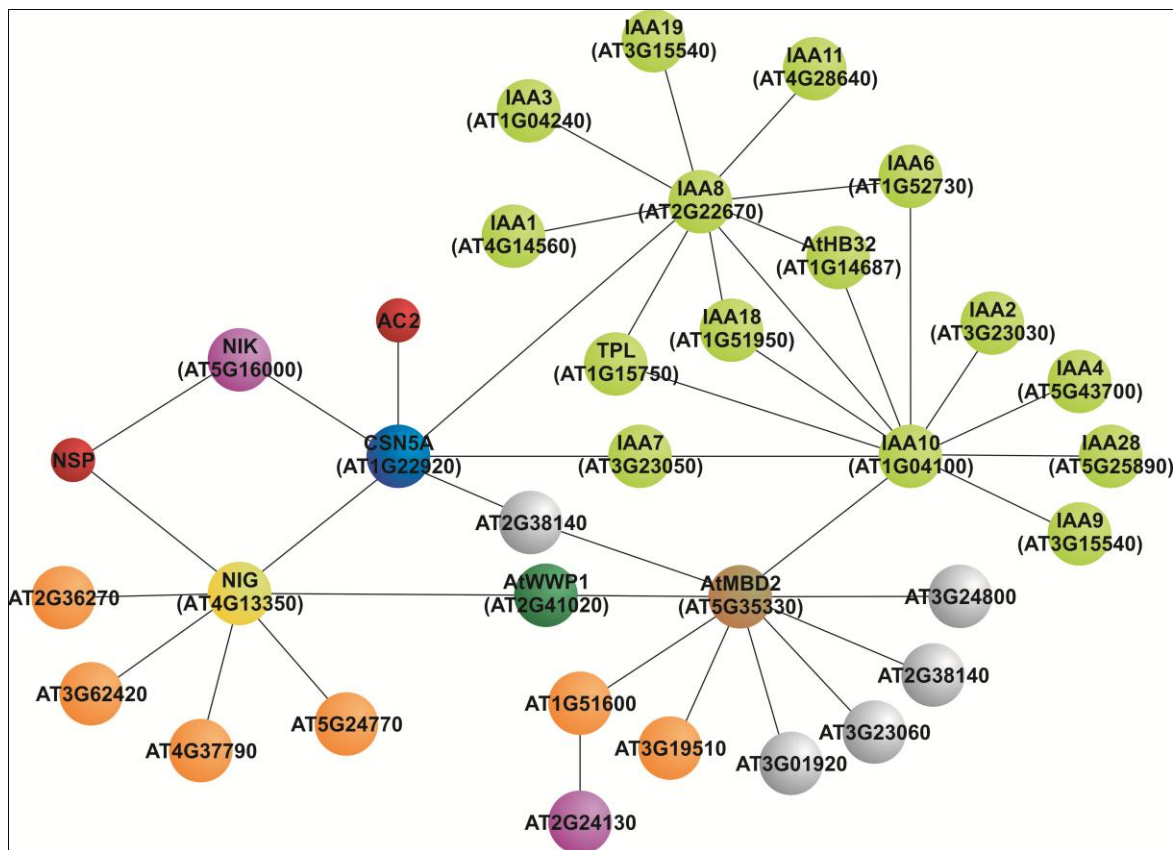 IAA19
(AT3G15540)
IAA11
(AT4G28640)
IAA3
(AT1G04240)
IAA6
(AT1G52730)
IAA8
(AT2G22670)
IAA1
(AT4G14560)
AtHB32
(AT1G14687)
AC2
IAA18
(AT1G51950)
IAA2
(AT3G23030)
NIK
(AT5G16000)
TPL
(AT1G15750)
IAA4
(AT5G43700)
NSP
CSN5A
(AT1G22920)
IAA7
(AT3G23050)
IAA10
(AT1G04100)
IAA28
(AT5G25890)
AT2G38140
IAA9
(AT3G15540)
AT2G36270
NIG
(AT4G13350)
AtWWP1
(AT2G41020)
AtMBD2
(AT5G35330)
AT3G24800
AT3G62420
AT5G24770
AT1G51600
AT2G38140
AT4G37790
AT3G19510
AT3G01920
AT3G23060
AT2G24130